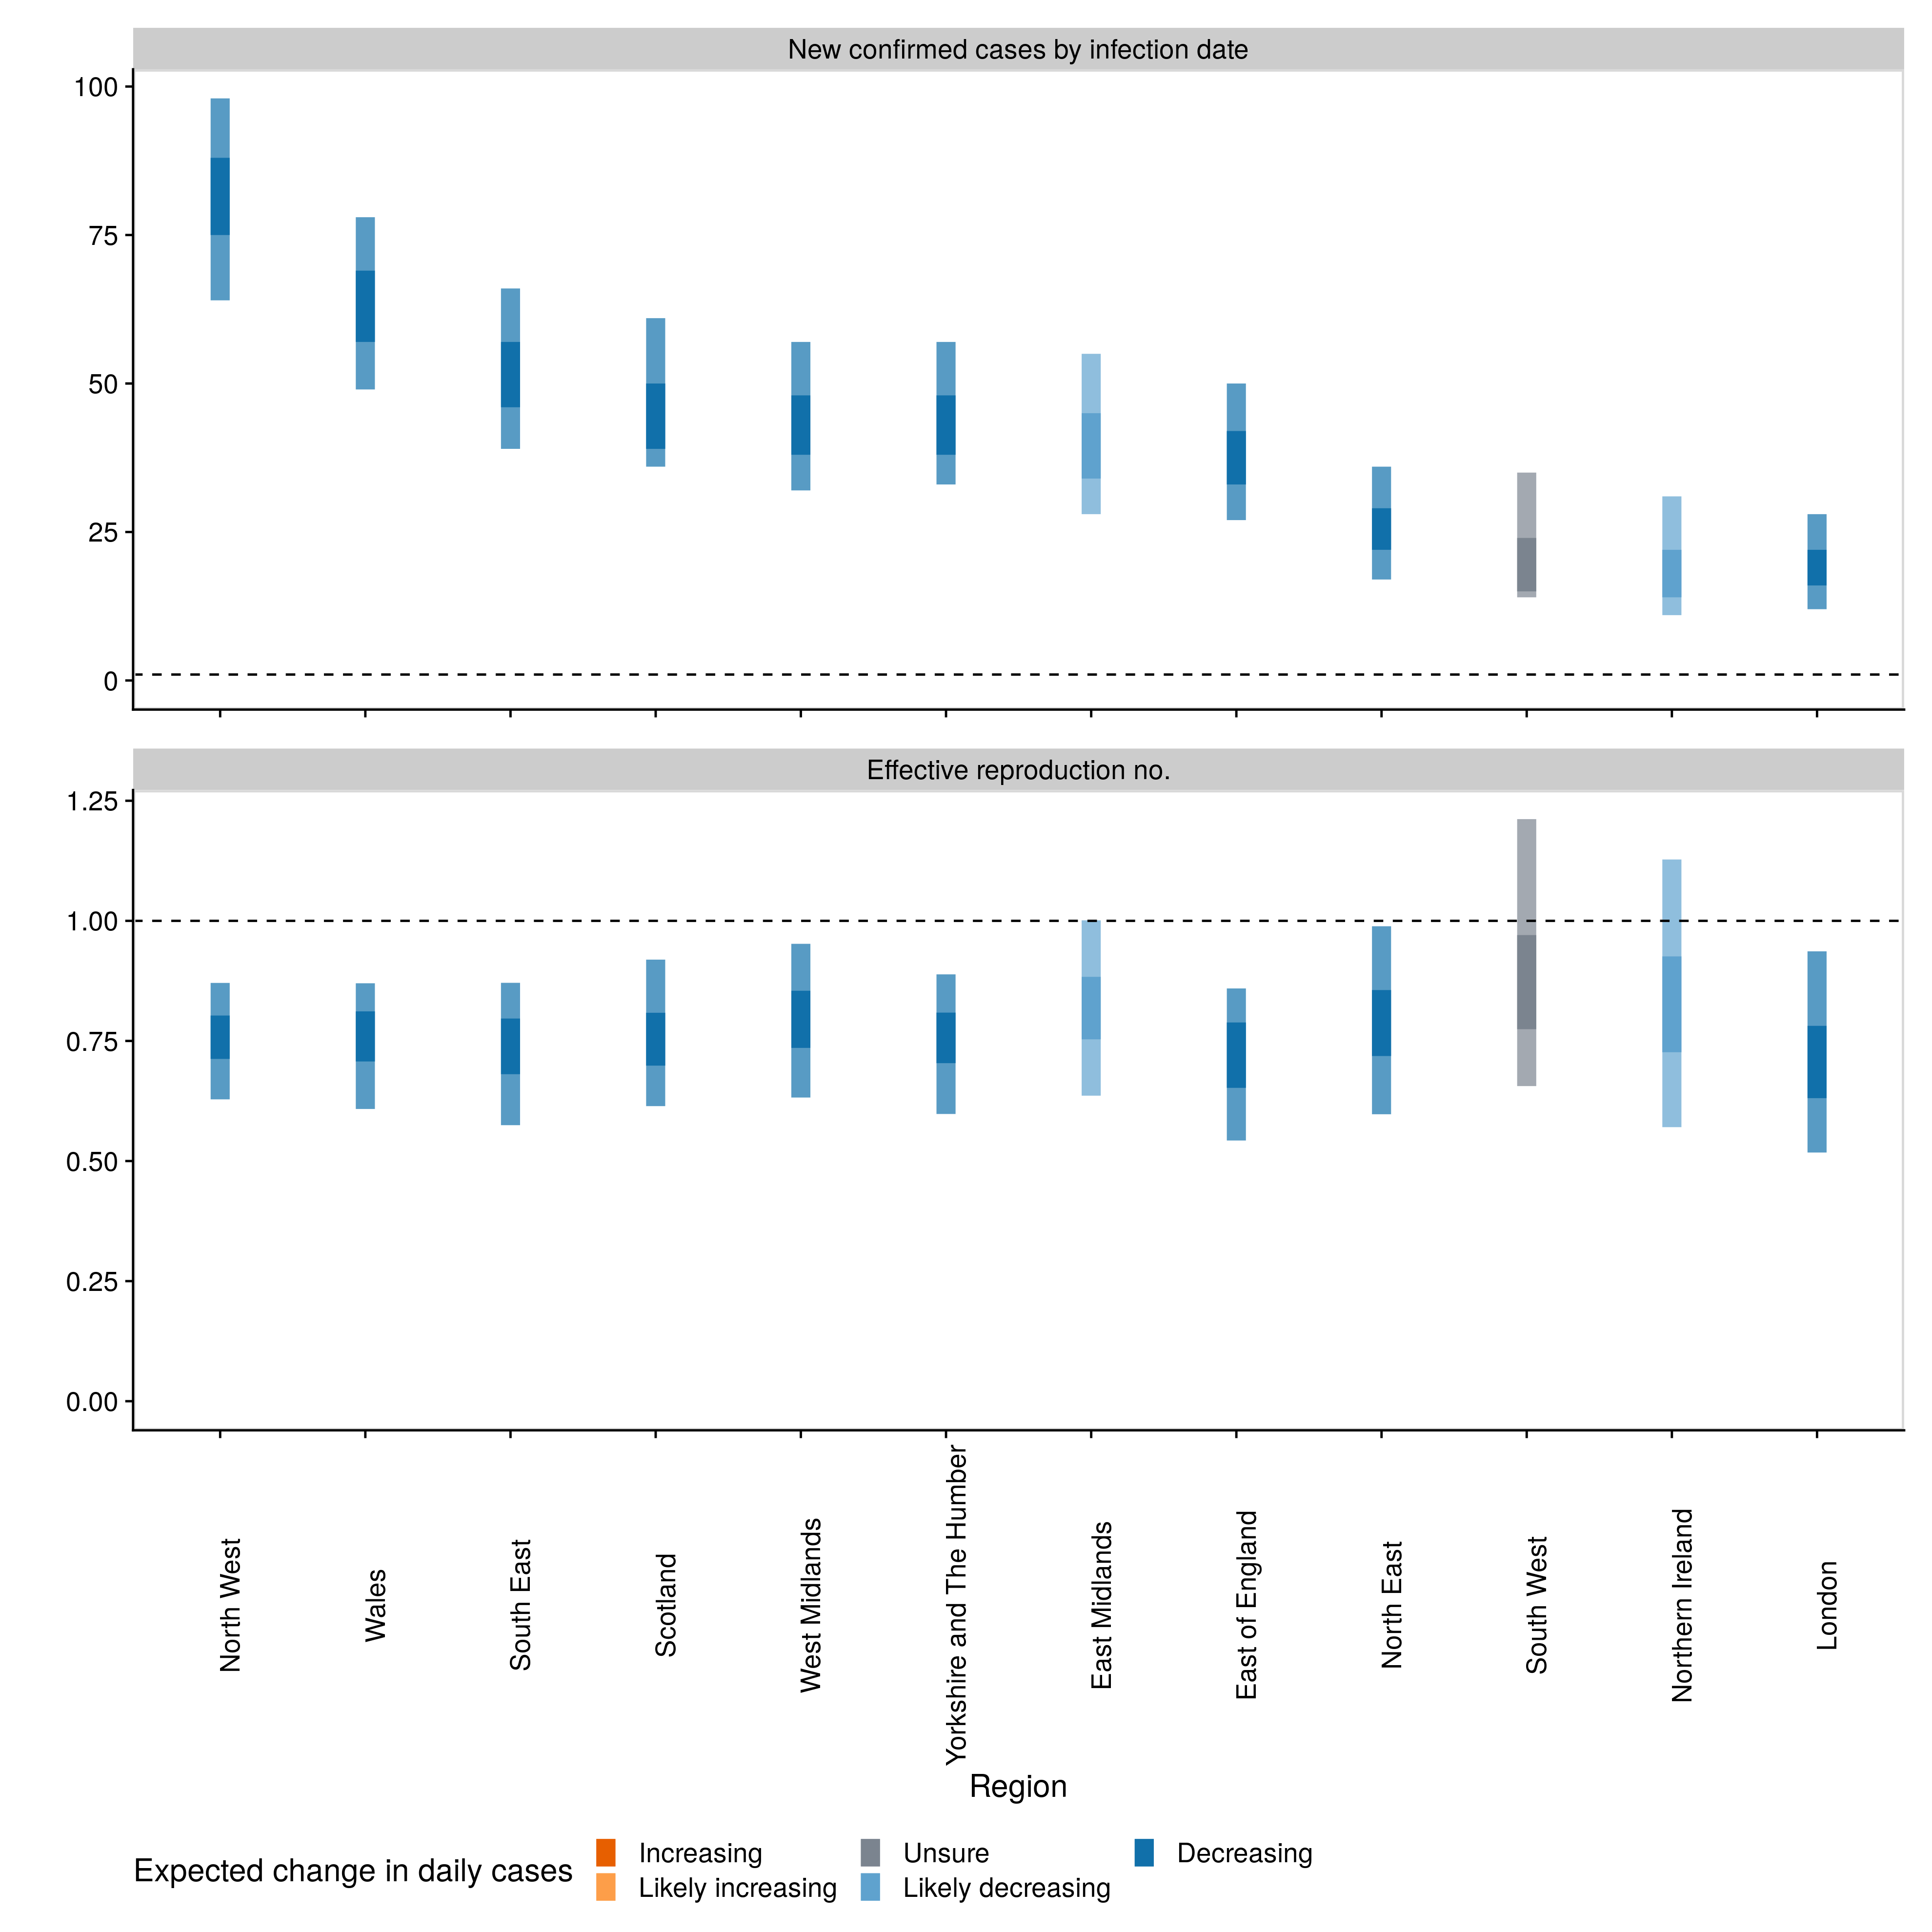 New confirmed cases by infection date
100
75
50
25
0
Effective reproduction no.
1.25
1.00
0.75
0.50
0.25
0.00
North West
Wales
South East
Scotland
West Midlands
Yorkshire and The Humber
East Midlands
East of England
North East
South West
Northern Ireland
London
Region
Expected change in daily cases
Increasing
Likely increasing
Unsure
Likely decreasing
Decreasing